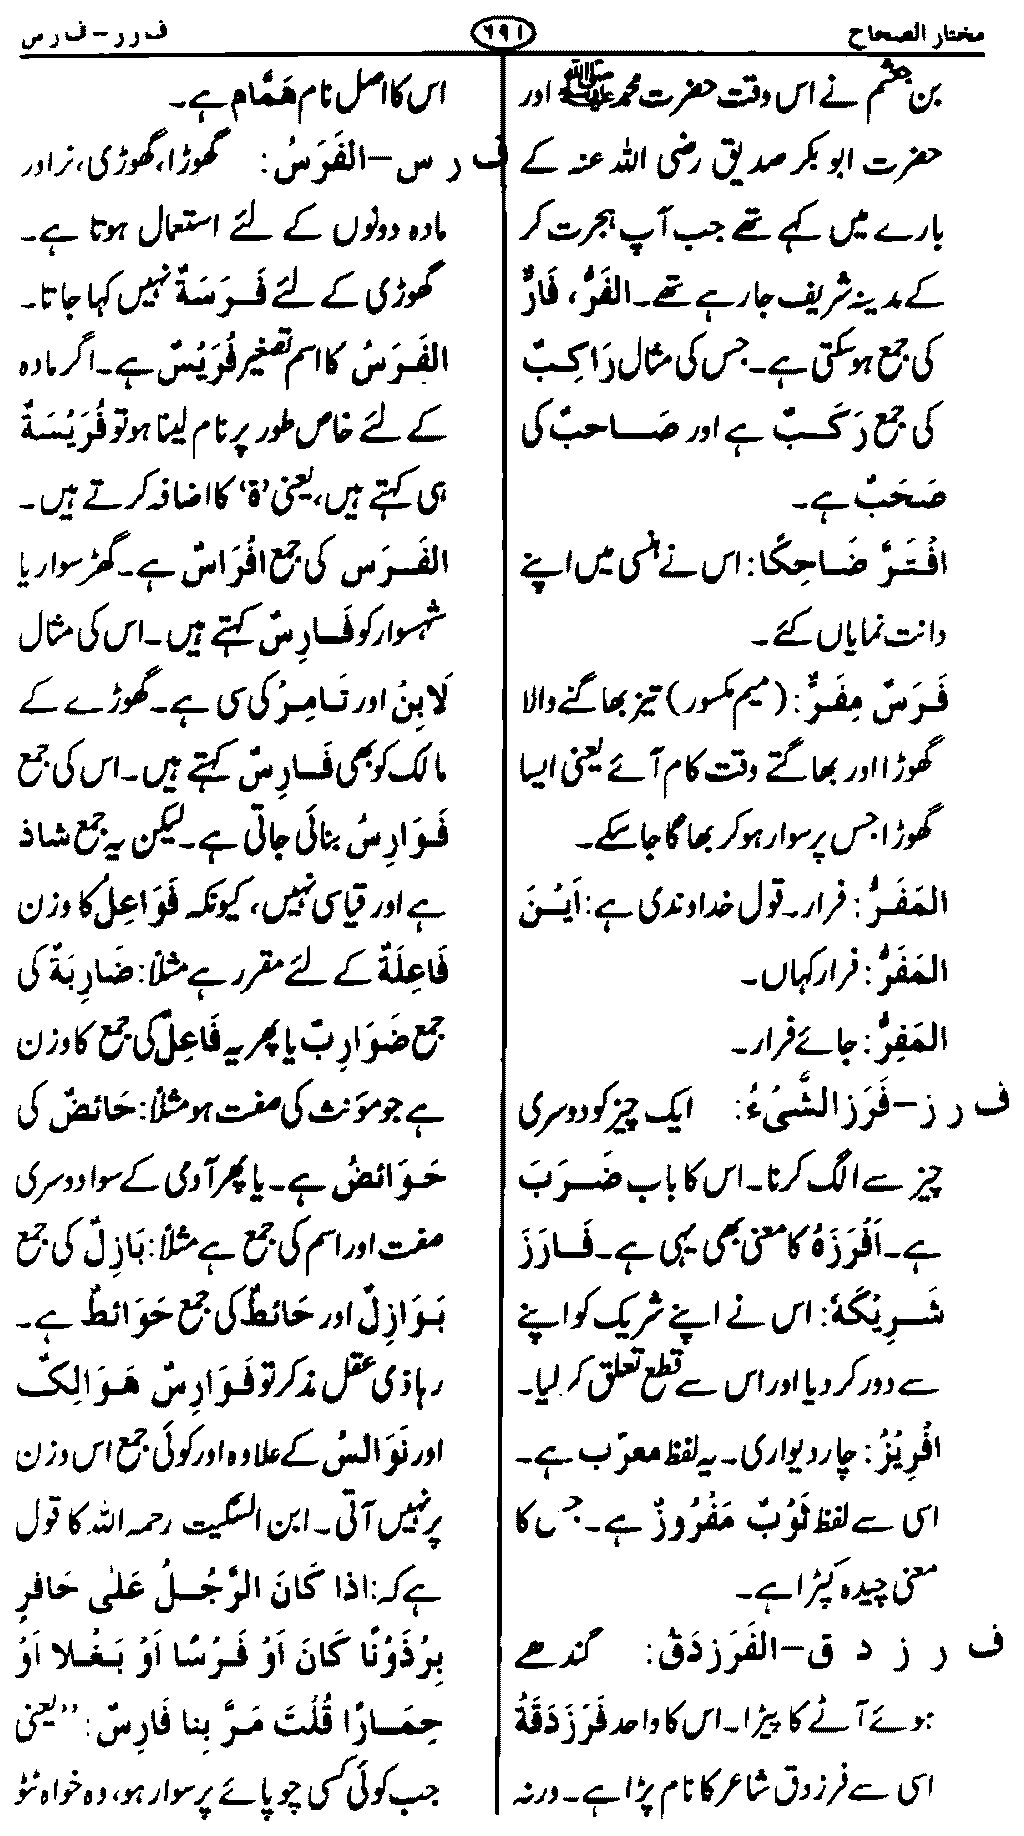 مختار الصحاح
٦٩١
ف ر ر – ف ر س
بن جعشم نے اس وقت حضرت محمد ﷺ اور
حضرت ابو بکر صدیق رضی اللہ عنہ کے
بارے میں کہے تھے جب آپ ہجرت کر
کے مدینہ شریف جا رہے تھے۔ الفَرُّ، فَارٌّ
کی جمع ہو سکتی ہے۔ جس کی مثال رَاکِبٌ
کی جمع رَکَبٌ ہے اور صَاحبٌ کی
صَحَبٌ ہے۔
افْتَرَّ ضَاحِکًا: اس نے ہنسی میں اپنے
دانت نمایاں کئے۔
فَرَسٌ مِفَرٌّ: (میم مکسور) تیز بھاگنے والا
گھوڑا اور بھاگتے وقت کام آئے یعنی ایسا
گھوڑا جس پر سوار ہو کر بھاگا جا سکے۔
المَفَرُّ: فرار۔ قول خداوندی ہے: اَیْنَ
المَفَرُّ: فرار کہاں۔
المَفِرُّ: جائے فرار۔
ف ر ز – فَرَز الشَّیْءُ: ایک چیز کو دوسری
چیز سے الگ کرنا۔ اس کا باب ضَرَبَ
ہے۔ اَفْرَزَہُ کا معنی بھی یہی ہے۔ فَارَزَ
شَرِیْکَہٗ: اس نے اپنے شریک کو اپنے
سے دور کر دیا اور اس سے قطع تعلق کر لیا۔
افْرِیْزُ: چار دیواری۔ یہ لفظ معرّب ہے۔
اسی سے لفظ ثَوْبٌ مَفْرُوزٌ ہے۔ جس کا
معنی چیدہ کپڑا ہے۔
ف ر ز د ق – الفَرَزدَقُ: گندھے
ہوئے آٹے کا پیڑا۔ اس کا واحد فَرَزدَقَةُ
اسی سے فرزدق شاعر کا نام پڑا ہے۔ ورنہ
اس کا اصل نام ھَمَّام ہے۔
ف ر س – الفَرَسُ: گھوڑا، گھوڑی، نر اور
مادہ دونوں کے لئے استعمال ہوتا ہے۔
گھوڑی کے لئے فَرَسَةٌ نہیں کہا جاتا۔
الفَرَسُ کا اسم تصغیر فُرَیْسٌ ہے۔ اگر مادہ
کے لئے خاص طور پر نام لینا ہو تو فُرَیْسَةٌ
ہی کہتے ہیں، یعنی ’ة‘ کا اضافہ کرتے ہیں۔
الفَرَس کی جمع افْرَاسٌ ہے۔ گھڑ سوار یا
شہسوار کو فَارِسٌ کہتے ہیں۔ اس کی مثال
لَابِنُ اور تَامِرُ کی سی ہے۔ گھوڑے کے
مالک کو بھی فَارِسٌ کہتے ہیں۔ اس کی جمع
فَوَارِسُ بنائی جاتی ہے۔ لیکن یہ جمع شاذ
ہے اور قیاسی نہیں، کیونکہ فَوَاعِلُ کا وزن
فَاعِلَةٌ کے لئے مقرر ہے مثلاً: ضَارِبَةٌ کی
جمع ضَوَارِبٌ یا پھر یہ فَاعِلٌ کی جمع کا وزن
ہے جو مؤنث کی صفت ہو مثلاً: حَائضٌ کی
حَوَائضُ ہے۔ یا پھر آدمی کے سوا دوسری
صفت اور اسم کی جمع ہے مثلاً: بَازِلٌ کی جمع
بَوَازِلُ اور حَائطٌ کی جمع حَوَائطُ ہے۔
رہا ذی عقل مذکر تو فَوَارِسٌ ھَوَالِکٌ
اور نَوَالسُ کے علاوہ اور کوئی جمع اس وزن
پر نہیں آتی۔ ابن السکیت رحمہ اللہ کا قول
ہے کہ: اذا کَانَ الرَّجُلُ عَلٰی حَافرٍ
بِرْذَوْنًا کَانَ اَوْ فَرْسًا اَوْ بَغْلًا اَوْ
حِمَارًا قُلْتَ مَرَّ بِنا فَارِسٌ: ’’یعنی
جب کوئی کسی چوپائے پر سوار ہو، وہ خواہ ٹٹو